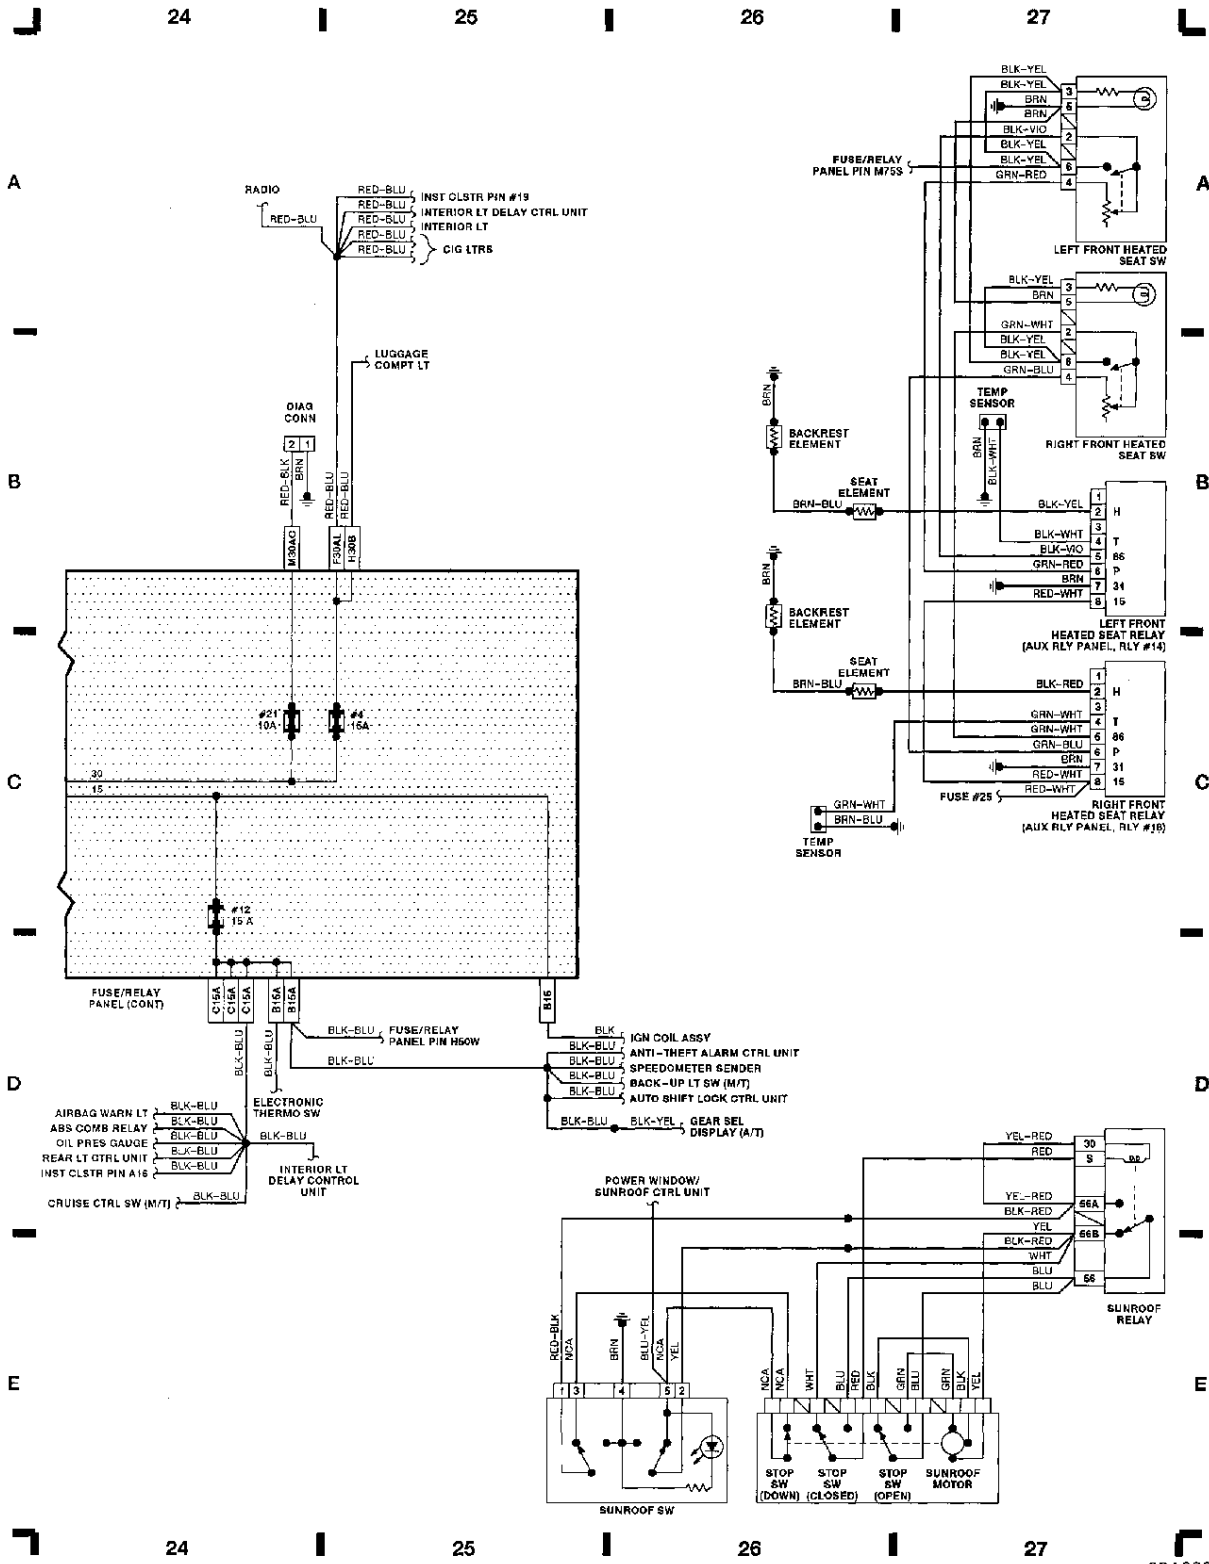 24 25 26 27
A A
B B
C C
D D
E E
RADIO
RED-BLU
RED-BLU INST CLSTR PIN #19
RED-BLU INTERIOR LT DELAY CTRL UNIT
RED-BLU INTERIOR LT
RED-BLU
RED-BLU CIG LTRS
LUGGAGE
COMPT LT
DIAG
CONN
2 1
RED-BLK
BRN
RED-BLU
RED-BLU
M30AC
F30AL
H30B
#21
10A
#4
15A
30
15
#12
15 A
FUSE/RELAY
PANEL (CONT)
C15A
C15A
C15A
B15A
B15A
B15
BLK-BLU
BLK-BLU
BLK-BLU FUSE/RELAY
PANEL PIN H50W
BLK-BLU
ELECTRONIC
THERMO SW
BLK IGN COIL ASSY
BLK-BLU ANTI-THEFT ALARM CTRL UNIT
BLK-BLU SPEEDOMETER SENDER
BLK-BLU BACK-UP LT SW (M/T)
BLK-BLU AUTO SHIFT LOCK CTRL UNIT
BLK-BLU BLK-YEL GEAR SEL
DISPLAY (A/T)
AIRBAG WARN LT BLK-BLU
ABS COMB RELAY BLK-BLU
OIL PRES GAUGE BLK-BLU
REAR LT CTRL UNIT BLK-BLU
INST CLSTR PIN A16 BLK-BLU
CRUISE CTRL SW (M/T) BLK-BLU
BLK-BLU
INTERIOR LT
DELAY CONTROL
UNIT
BLK-YEL
BLK-YEL 3
BRN 5
BRN
BLK-VIO 2
BLK-YEL
BLK-YEL 6
GRN-RED 4
FUSE/RELAY
PANEL PIN M75S
LEFT FRONT HEATED
SEAT SW
BLK-YEL 3
BRN 5
GRN-WHT 2
BLK-YEL
BLK-YEL 6
GRN-BLU 4
RIGHT FRONT HEATED
SEAT SW
TEMP
SENSOR
BRN
BLK-WHT
BRN
BACKREST
ELEMENT
BRN-BLU
SEAT
ELEMENT
1
BLK-YEL 2 H
3
BLK-WHT 4 T
BLK-VIO 5 86
GRN-RED 6 P
BRN 7 31
RED-WHT 8 15
LEFT FRONT
HEATED SEAT RELAY
(AUX RLY PANEL, RLY #14)
BRN
BACKREST
ELEMENT
BRN-BLU
SEAT
ELEMENT
1
BLK-RED 2 H
3
GRN-WHT 4 T
GRN-WHT 5 86
GRN-BLU 6 P
BRN 7 31
RED-WHT 8 15
FUSE #25 RED-WHT
RIGHT FRONT
HEATED SEAT RELAY
(AUX RLY PANEL, RLY #18)
GRN-WHT
BRN-BLU
TEMP
SENSOR
POWER WINDOW/
SUNROOF CTRL UNIT
YEL-RED 30
RED S
YEL-RED 56A
BLK-RED
YEL 56B
BLK-RED
WHT
BLU 56
BLU
SUNROOF
RELAY
RED-BLK
NCA
BRN
BLU-YEL
NCA
YEL
1 3 4 5 2
SUNROOF SW
NCA
NCA
WHT
BLU
RED
BLK
GRN
BLU
GRN
BLK
YEL
STOP
SW
(DOWN)
STOP
SW
(CLOSED)
STOP
SW
(OPEN)
SUNROOF
MOTOR
24 25 26 27